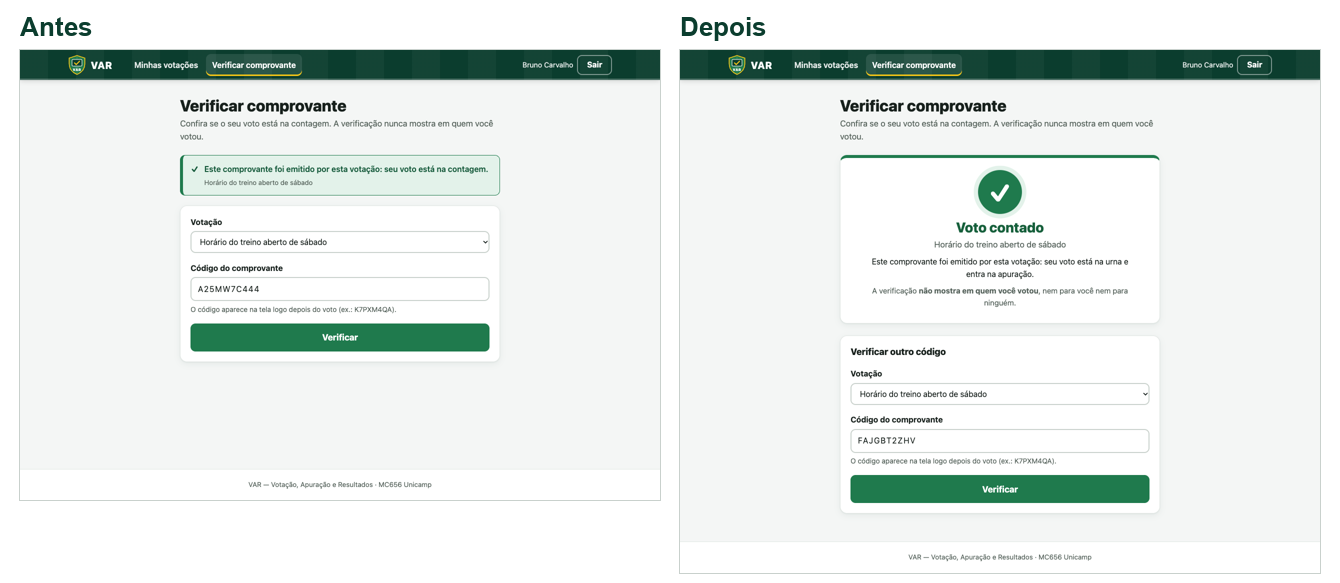 Antes
VAR
VAR
Minhas votações
Verificar comprovante
Bruno Carvalho
Sair
Verificar comprovante
Confira se o seu voto está na contagem. A verificação nunca mostra em quem você
votou.
Este comprovante foi emitido por esta votação: seu voto está na contagem.
Horário do treino aberto de sábado
Votação
Horário do treino aberto de sábado
Código do comprovante
A25MW7C444
O código aparece na tela logo depois do voto (ex.: K7PXM4QA).
Verificar
VAR — Votação, Apuração e Resultados · MC656 Unicamp
Depois
VAR
VAR
Minhas votações
Verificar comprovante
Bruno Carvalho
Sair
Verificar comprovante
Confira se o seu voto está na contagem. A verificação nunca mostra em quem você
votou.
Voto contado
Horário do treino aberto de sábado
Este comprovante foi emitido por esta votação: seu voto está na urna e
entra na apuração.
A verificação não mostra em quem você votou, nem para você nem para
ninguém.
Verificar outro código
Votação
Horário do treino aberto de sábado
Código do comprovante
FAJGBT2ZHV
O código aparece na tela logo depois do voto (ex.: K7PXM4QA).
Verificar
VAR — Votação, Apuração e Resultados · MC656 Unicamp